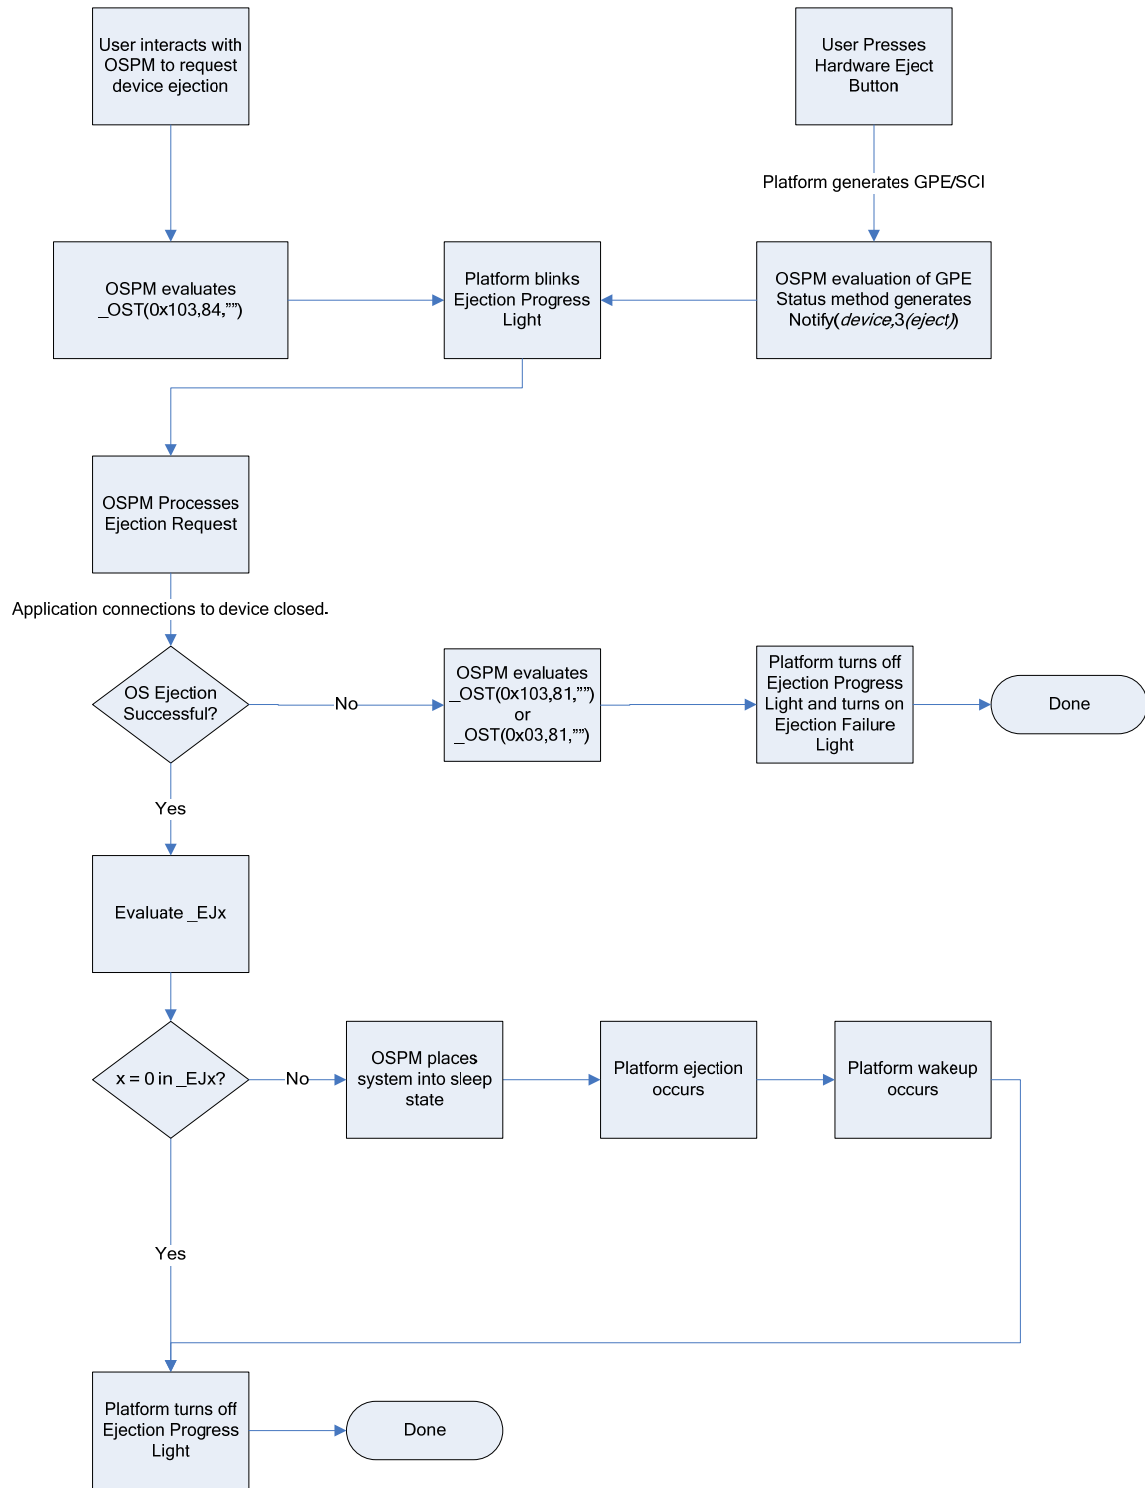 User interacts with
OSPM to request
device ejection
User Presses
Hardware Eject
Button
Platform generates GPE/SCI
OSPM evaluates
_OST(0x103,84,””)
Platform blinks
Ejection Progress
Light
OSPM evaluation of GPE
Status method generates
Notify(device,3(eject))
OSPM Processes
Ejection Request
Application connections to device closed.
OS Ejection
Successful?
No
OSPM evaluates
_OST(0x103,81,””)
or
_OST(0x03,81,””)
Platform turns off
Ejection Progress
Light and turns on
Ejection Failure
Light
Done
Yes
Evaluate _EJx
x = 0 in _EJx?
No
OSPM places
system into sleep
state
Platform ejection
occurs
Platform wakeup
occurs
Yes
Platform turns off
Ejection Progress
Light
Done